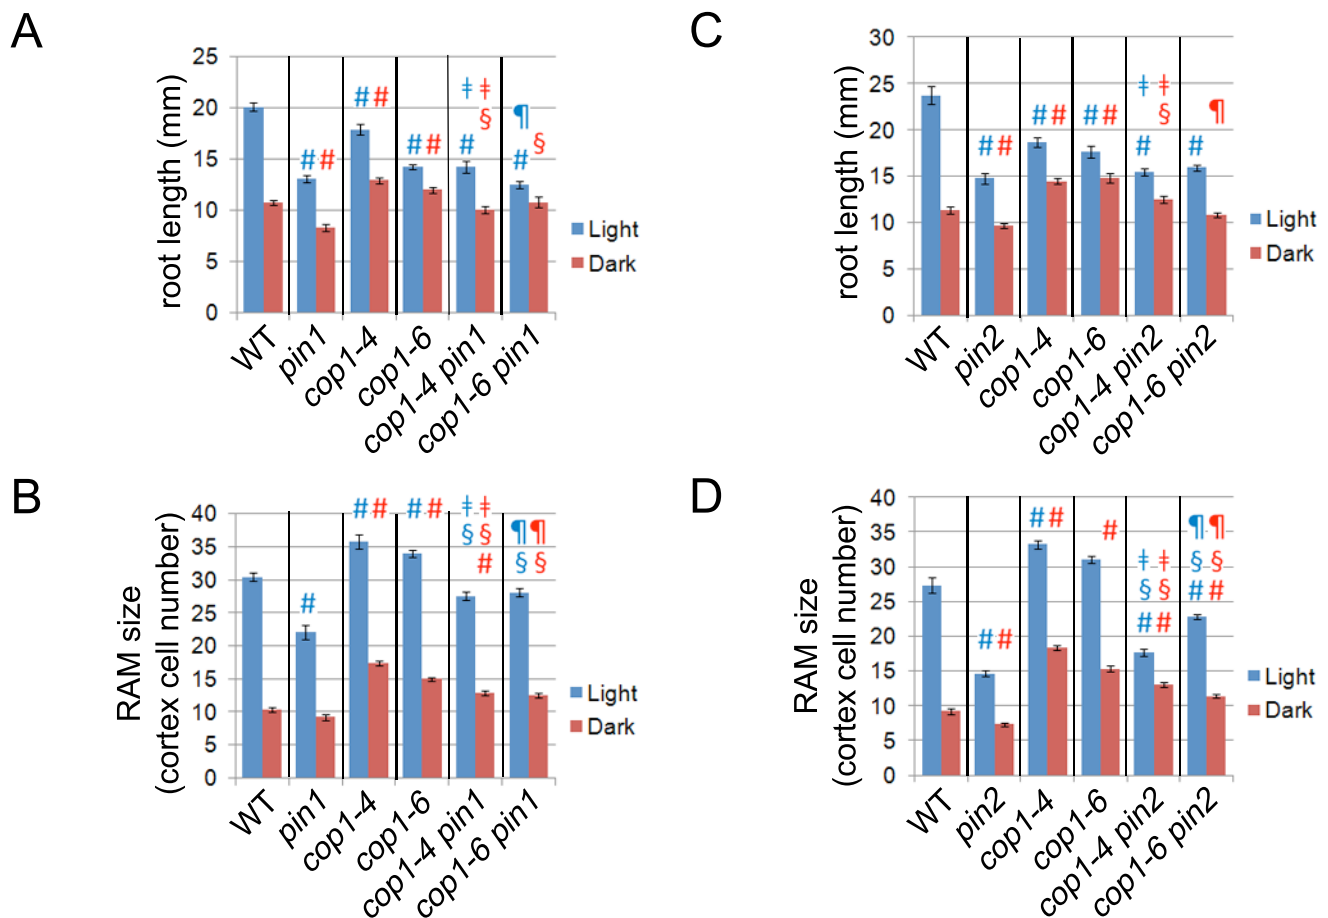 A
root length (mm)
25
20
15
10
5
0
# #
# #
# #
‡ ‡
§
#
¶
§
#
Light
Dark
WT
pin1
cop1-4
cop1-6
cop1-4 pin1
cop1-6 pin1
C
root length (mm)
30
25
20
15
10
5
0
# #
# #
# #
‡ ‡
§
#
¶
#
Light
Dark
WT
pin2
cop1-4
cop1-6
cop1-4 pin2
cop1-6 pin2
B
RAM size
(cortex cell number)
40
35
30
25
20
15
10
5
0
#
# #
# #
‡ ‡
§ §
#
¶ ¶
§ §
Light
Dark
WT
pin1
cop1-4
cop1-6
cop1-4 pin1
cop1-6 pin1
D
RAM size
(cortex cell number)
40
35
30
25
20
15
10
5
0
# #
# #
#
‡ ‡
§ §
# #
¶ ¶
§ §
# #
Light
Dark
WT
pin2
cop1-4
cop1-6
cop1-4 pin2
cop1-6 pin2